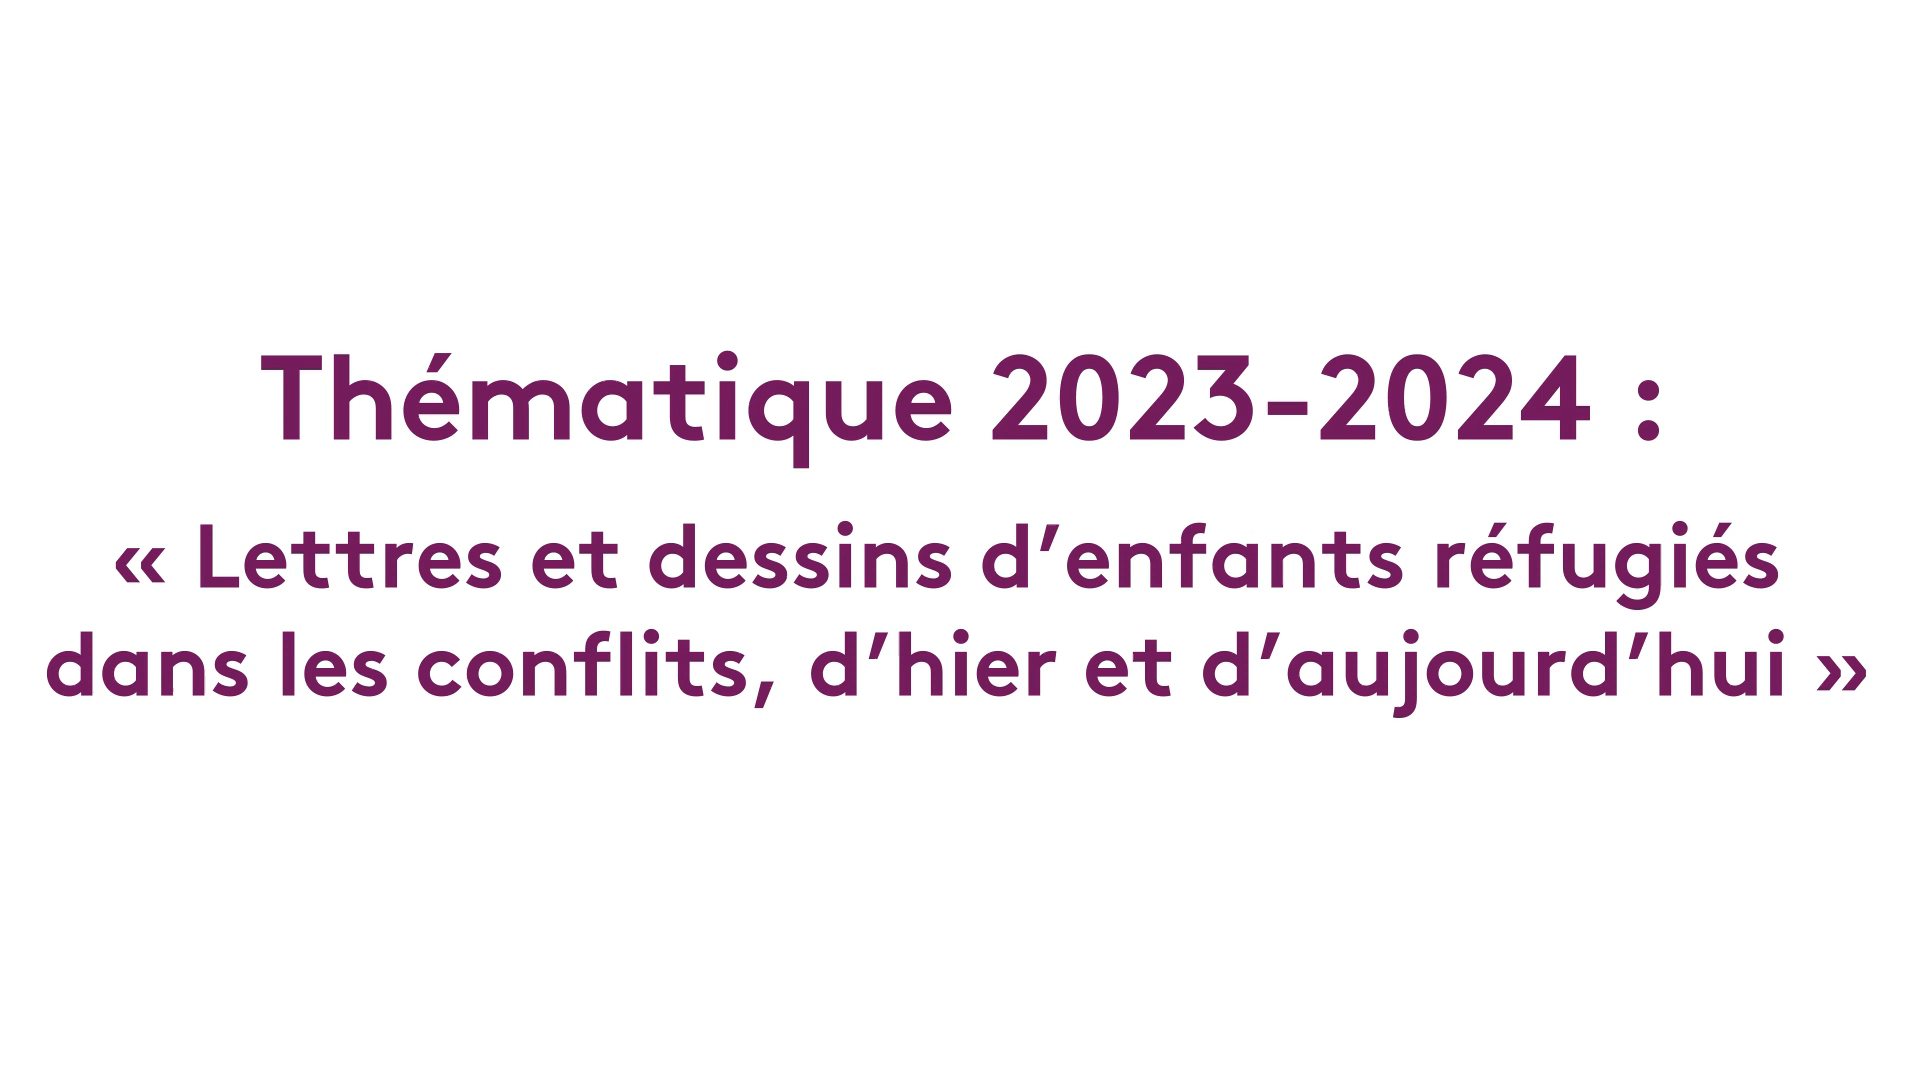 Thématique 2023-2024 :
« Lettres et dessins d’enfants réfugiés
dans les conflits, d’hier et d’aujourd’hui »